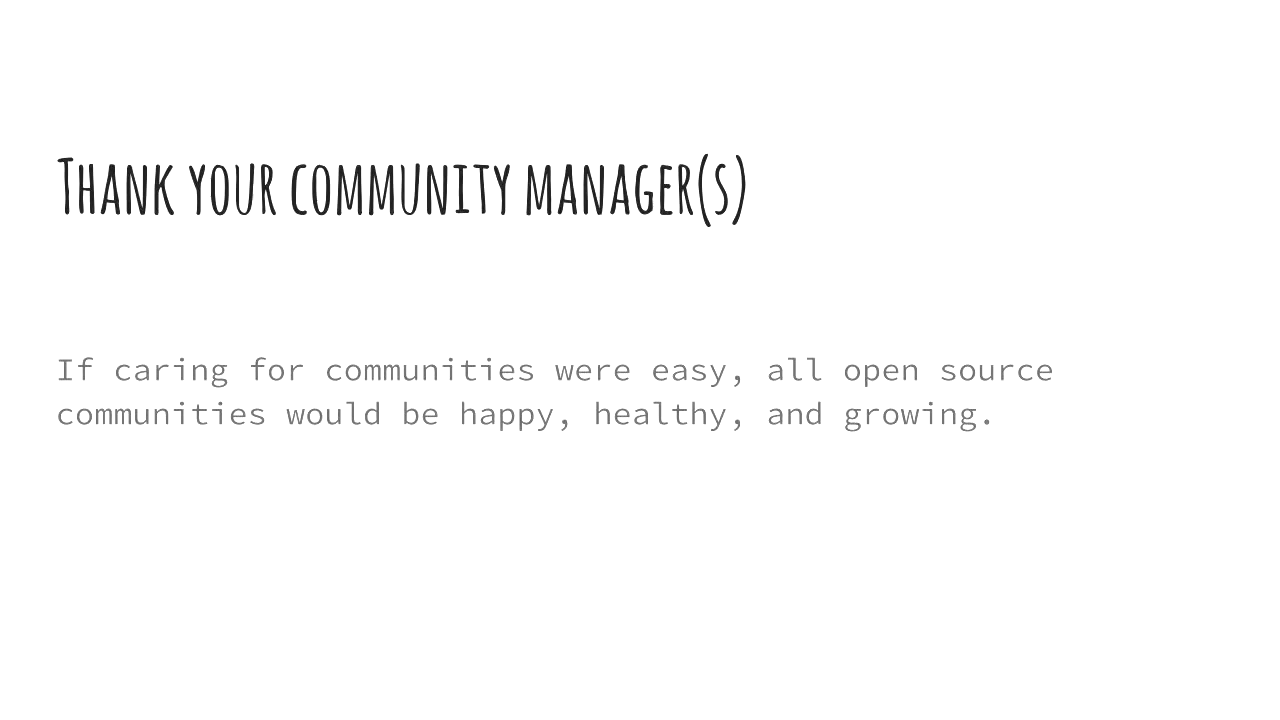 Thank your community manager(s)
If caring for communities were easy, all open source
communities would be happy, healthy, and growing.